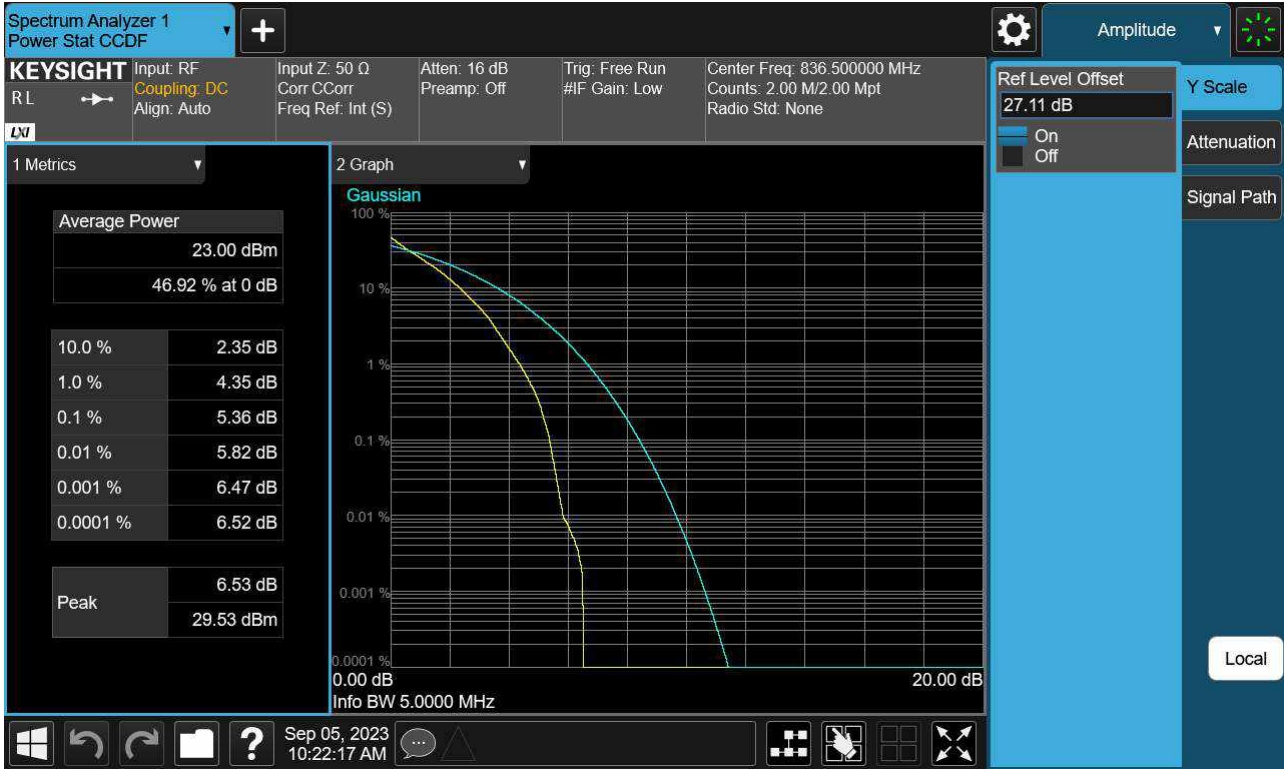 Spectrum Analyzer 1
Power Stat CCDF
▼
+
Amplitude
▼
KEYSIGHT
RL
LXI
Input: RF
Coupling: DC
Align: Auto
Input Z: 50 Ω
Corr CCorr
Freq Ref: Int (S)
Atten: 16 dB
Preamp: Off
Trig: Free Run
#IF Gain: Low
Center Freq: 836.500000 MHz
Counts: 2.00 M/2.00 Mpt
Radio Std: None
Ref Level Offset
27.11 dB
On
Off
Y Scale
Attenuation
Signal Path
Local
1 Metrics
▼
Average Power
23.00 dBm
46.92 % at 0 dB
10.0 % 2.35 dB
1.0 % 4.35 dB
0.1 % 5.36 dB
0.01 % 5.82 dB
0.001 % 6.47 dB
0.0001 % 6.52 dB
Peak
6.53 dB
29.53 dBm
2 Graph
▼
Gaussian
100 %
10 %
1 %
0.1 %
0.01 %
0.001 %
0.0001 %
0.00 dB 20.00 dB
Info BW 5.0000 MHz
?
Sep 05, 2023
10:22:17 AM